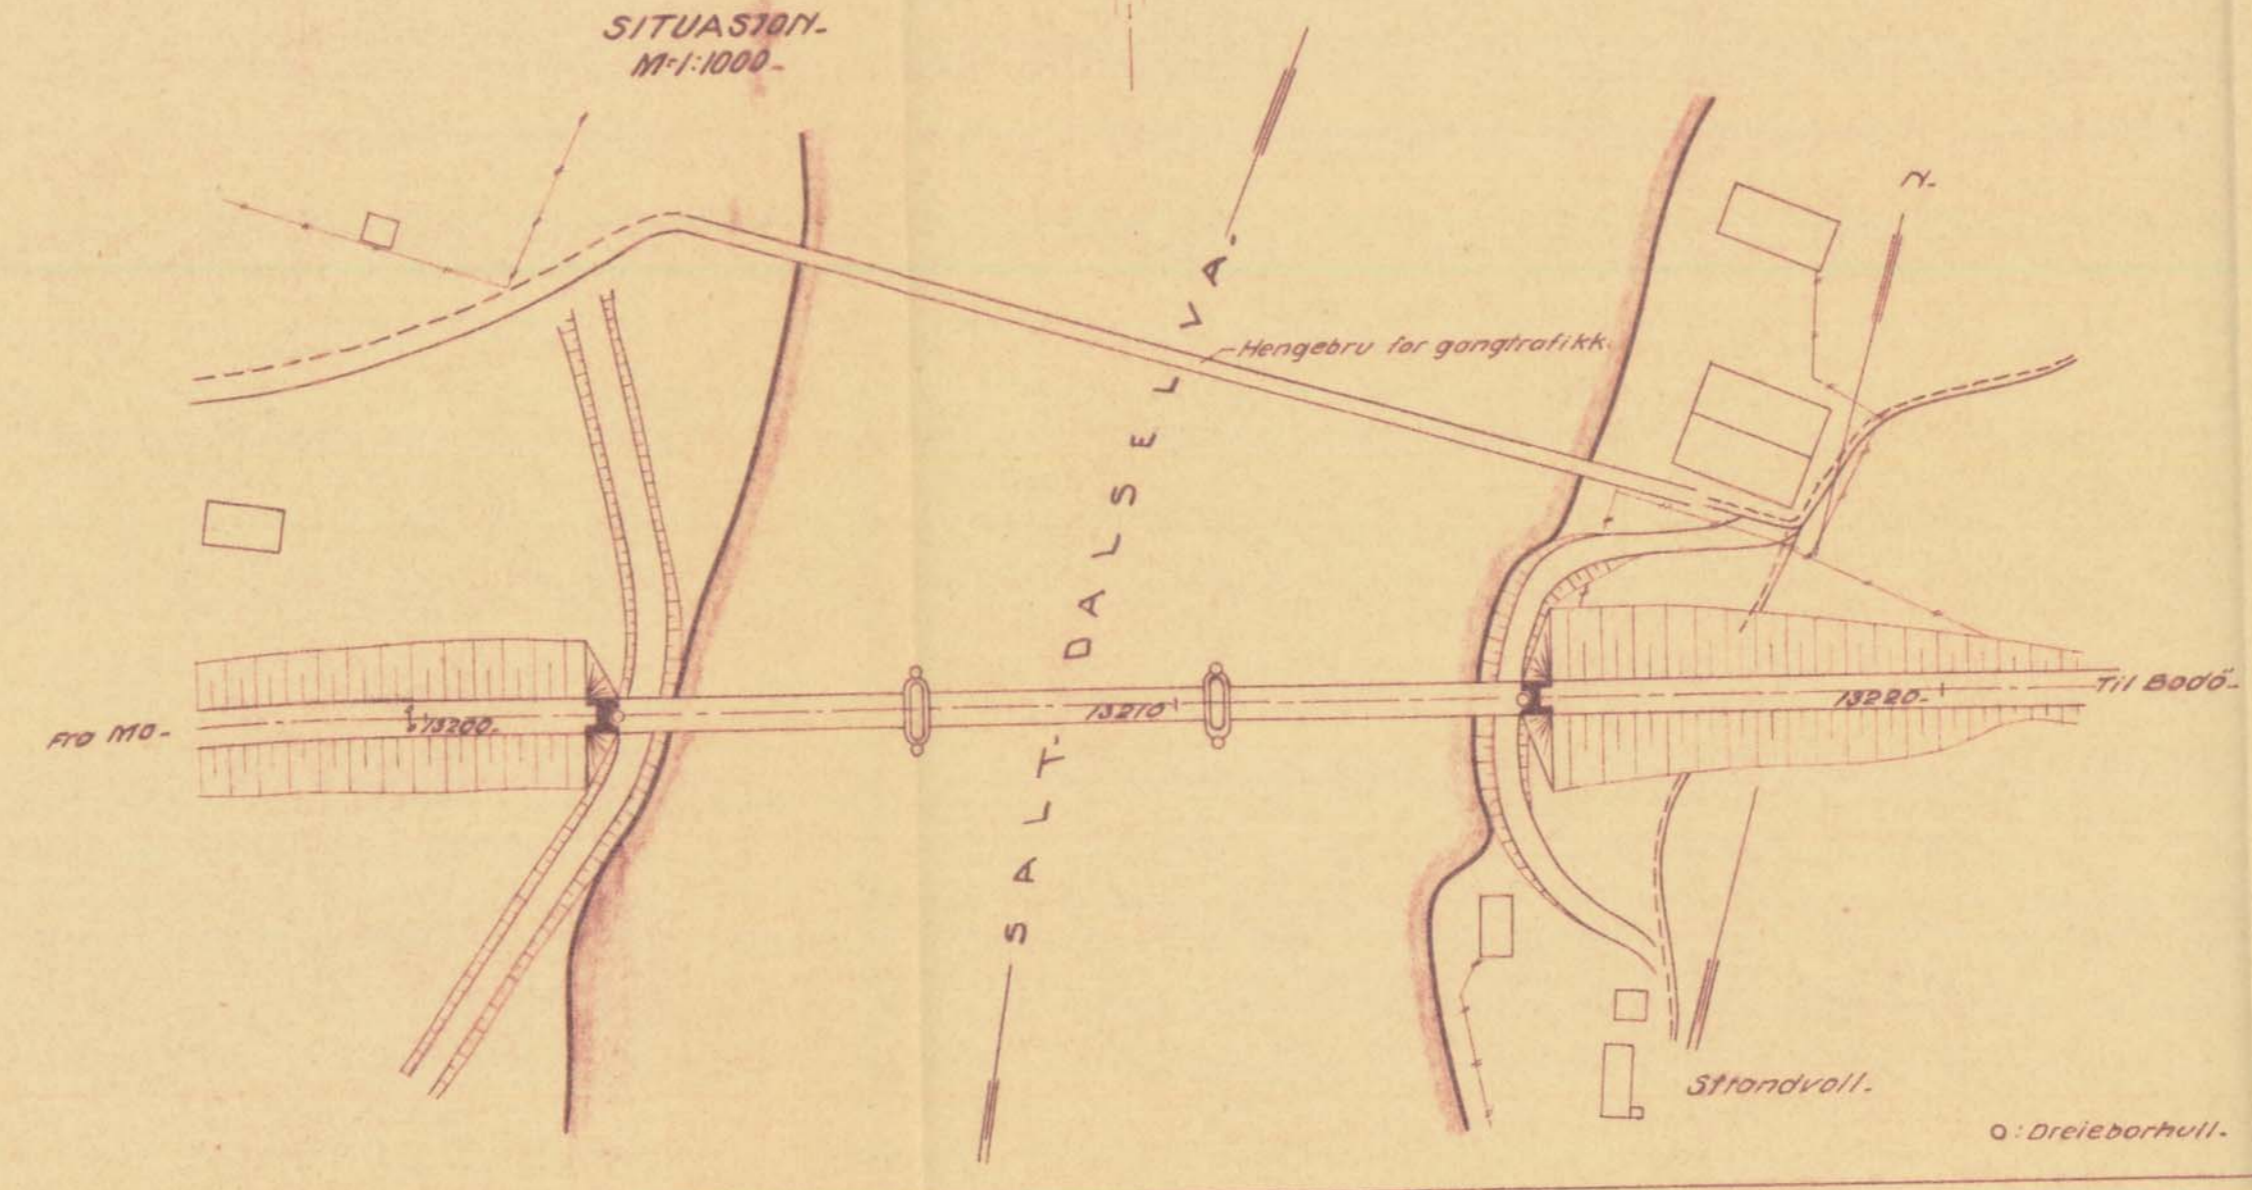 SITUASJON-
M=1:1000-
N-
Hengebru for gangtrafikk.
SALT-DALSELVA.
Fra Mo-
13200-
13210
13220-
Til Bodö-
Strandvoll-
o: Dreieborhull-